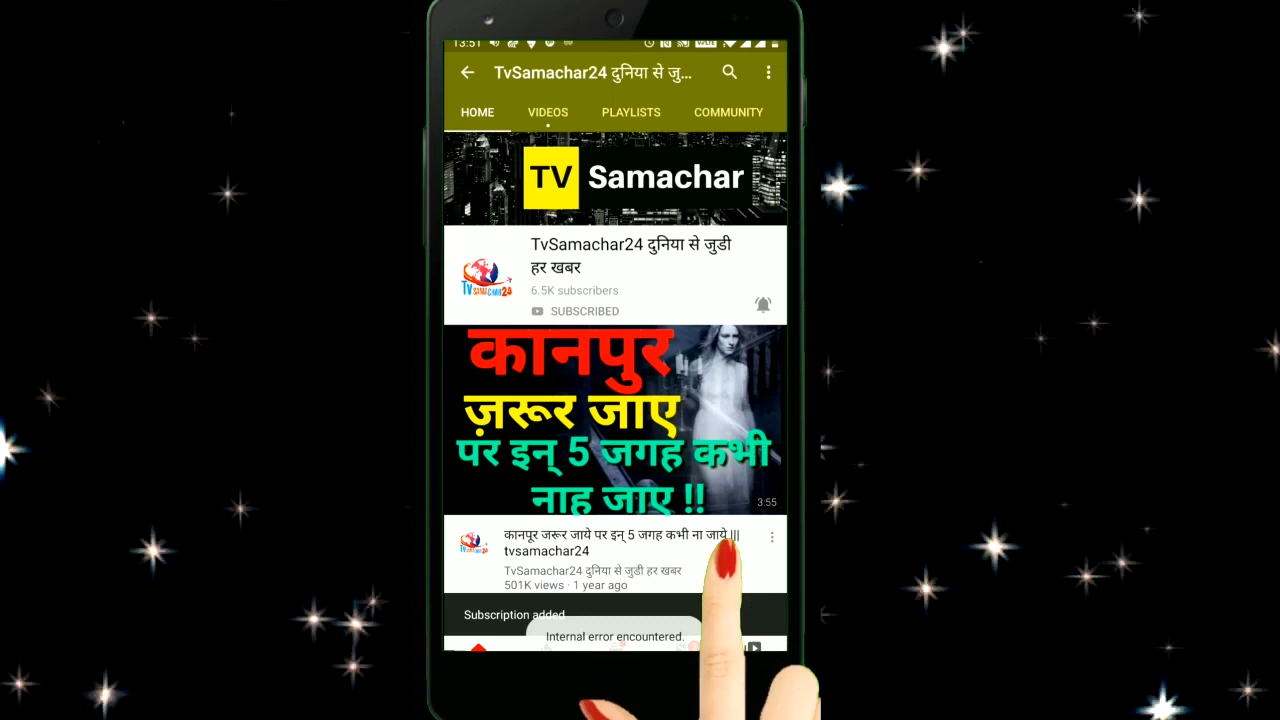 13:51
TvSamachar24 दुनिया से जु...
HOME VIDEOS PLAYLISTS COMMUNITY
TV Samachar
TvSamachar24 दुनिया से जुडी
हर खबर
6.5K subscribers
SUBSCRIBED
TV SAMACHAR24
कानपुर
ज़रूर जाए
पर इन् 5 जगह कभी
नाह जाए !!
3:55
कानपूर जरूर जाये पर इन् 5 जगह कभी ना जाये |||
tvsamachar24
TvSamachar24 दुनिया से जुडी हर खबर
501K views · 1 year ago
Subscription added
Internal error encountered.